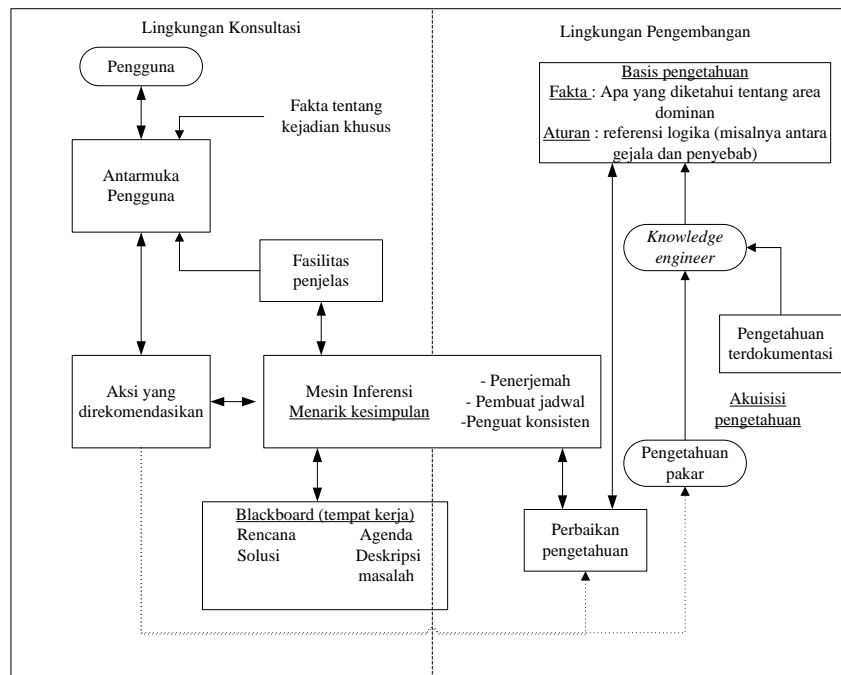 Lingkungan Konsultasi
Lingkungan Pengembangan
Pengguna
Fakta tentang
kejadian khusus
Antarmuka
Pengguna
Fasilitas
penjelas
Aksi yang
direkomendasikan
Mesin Inferensi
Menarik kesimpulan
- Penerjemah
- Pembuat jadwal
-Penguat konsisten
Blackboard (tempat kerja)
Rencana Agenda
Solusi Deskripsi
masalah
Basis pengetahuan
Fakta : Apa yang diketahui tentang area
dominan
Aturan : referensi logika (misalnya antara
gejala dan penyebab)
Knowledge
engineer
Pengetahuan
terdokumentasi
Akuisisi
pengetahuan
Pengetahuan
pakar
Perbaikan
pengetahuan